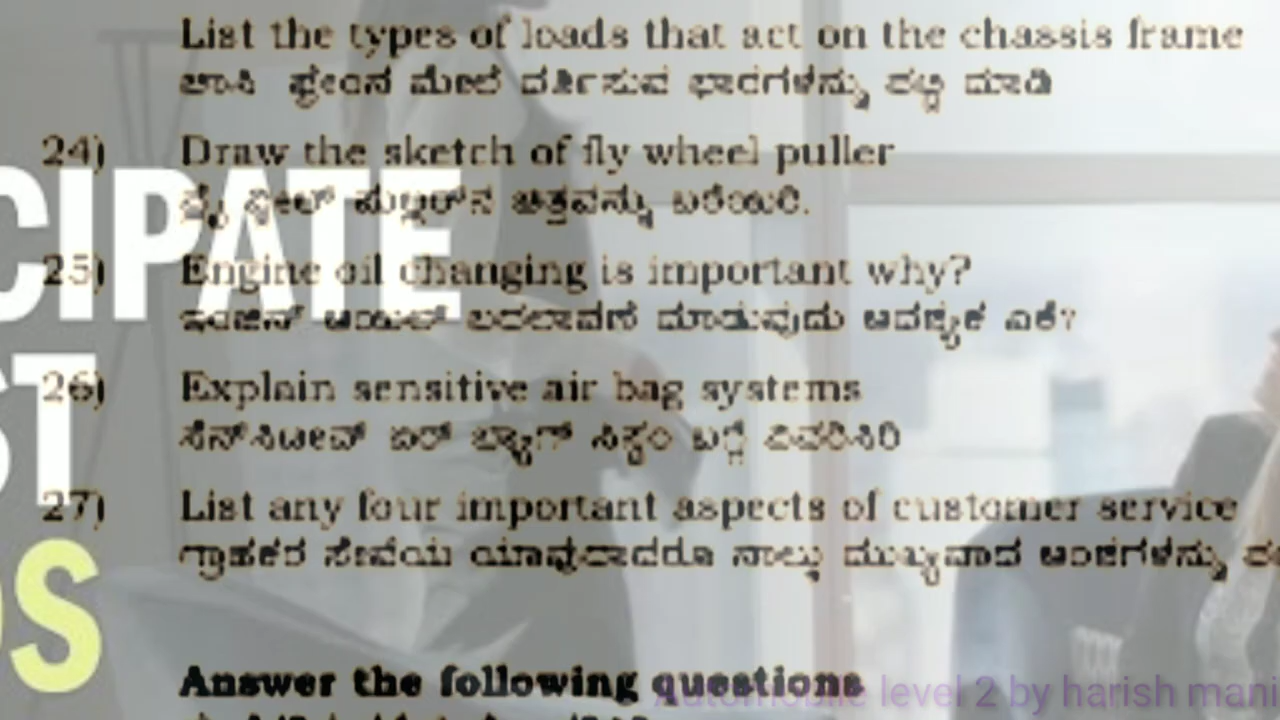 List the types of loads that act on the chassis frame
ಚಾಸಿ ಫ್ರೇಂನ ಮೇಲೆ ವರ್ತಿಸುವ ಭಾರಗಳನ್ನು ಪಟ್ಟಿ ಮಾಡಿ
24) Draw the sketch of fly wheel puller
ಫ್ಲೈ ವ್ಹೀಲ್ ಪುಲ್ಲರ್‌ನ ಚಿತ್ರವನ್ನು ಬರೆಯಿರಿ.
25) Engine oil changing is important why?
ಇಂಜಿನ್ ಆಯಿಲ್ ಬದಲಾವಣೆ ಮಾಡುವುದು ಅವಶ್ಯಕ ಏಕೆ?
26) Explain sensitive air bag systems
ಸೆನ್‌ಸಿಟೀವ್ ಏರ್ ಬ್ಯಾಗ್ ಸಿಸ್ಟಂ ಬಗ್ಗೆ ವಿವರಿಸಿರಿ
27) List any four important aspects of customer service
ಗ್ರಾಹಕರ ಸೇವೆಯ ಯಾವುದಾದರೂ ನಾಲ್ಕು ಮುಖ್ಯವಾದ ಅಂಶಗಳನ್ನು
CIPATE
ST
DS
Answer the following questions
Automobile level 2 by harish mani